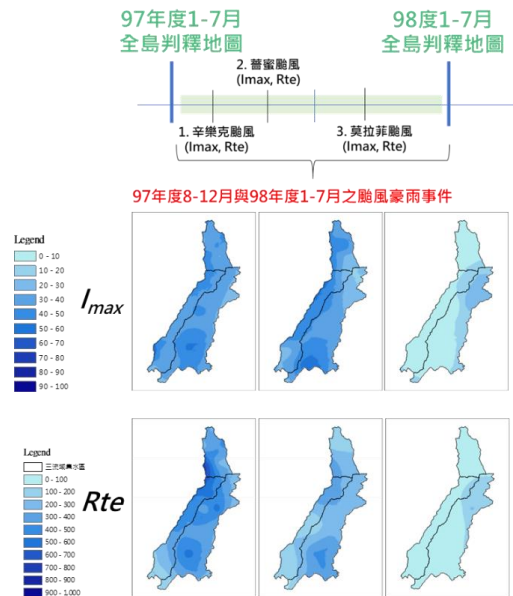 97年度1-7月
全島判釋地圖
98度1-7月
全島判釋地圖
2. 薔蜜颱風
(Imax, Rte)
1. 辛樂克颱風
(Imax, Rte)
3. 莫拉菲颱風
(Imax, Rte)
97年度8-12月與98年度1-7月之颱風豪雨事件
Legend
0 - 10
10 - 20
20 - 30
30 - 40
40 - 50
50 - 60
60 - 70
70 - 80
80 - 90
90 - 100
Imax
Legend
三流域集水區
0 - 100
100 - 200
200 - 300
300 - 400
400 - 500
500 - 600
600 - 700
700 - 800
800 - 900
900 - 1,000
Rte